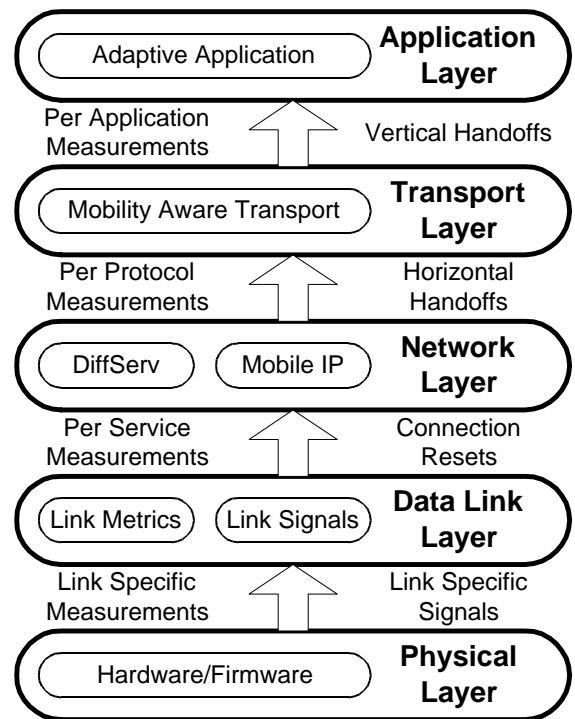 Adaptive Application
Application
Layer
Per Application
Measurements
Vertical Handoffs
Mobility Aware Transport
Transport
Layer
Per Protocol
Measurements
Horizontal
Handoffs
DiffServ
Mobile IP
Network
Layer
Per Service
Measurements
Connection
Resets
Link Metrics
Link Signals
Data Link
Layer
Link Specific
Measurements
Link Specific
Signals
Hardware/Firmware
Physical
Layer